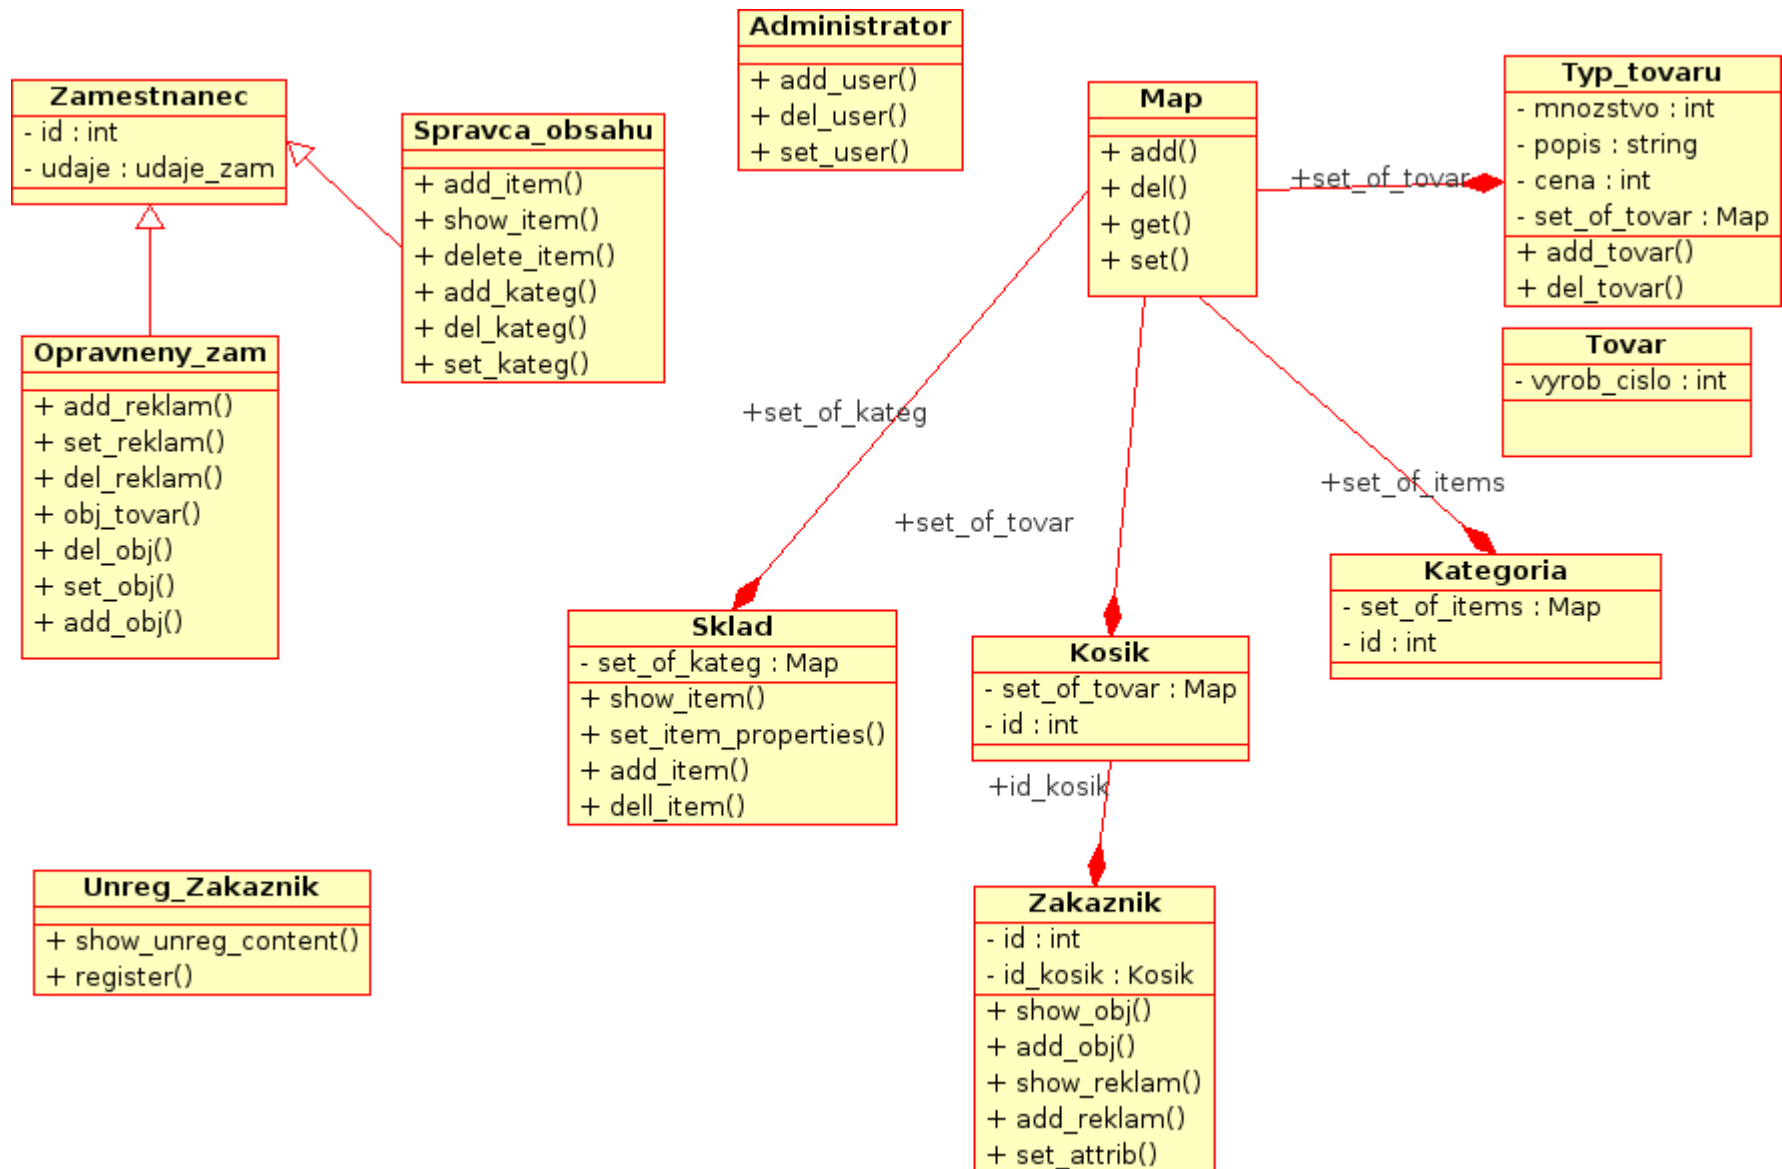 Administrator
+ add_user()
+ del_user()
+ set_user()
Zamestnanec
- id : int
- udaje : udaje_zam
Spravca_obsahu
+ add_item()
+ show_item()
+ delete_item()
+ add_kateg()
+ del_kateg()
+ set_kateg()
Map
+ add()
+ del()
+ get()
+ set()
+set_of_tovar
Typ_tovaru
- mnozstvo : int
- popis : string
- cena : int
- set_of_tovar : Map
+ add_tovar()
+ del_tovar()
Tovar
- vyrob_cislo : int
Opravneny_zam
+ add_reklam()
+ set_reklam()
+ del_reklam()
+ obj_tovar()
+ del_obj()
+ set_obj()
+ add_obj()
+set_of_kateg
+set_of_tovar
+set_of_items
Sklad
- set_of_kateg : Map
+ show_item()
+ set_item_properties()
+ add_item()
+ dell_item()
Kosik
- set_of_tovar : Map
- id : int
Kategoria
- set_of_items : Map
- id : int
+id_kosik
Unreg_Zakaznik
+ show_unreg_content()
+ register()
Zakaznik
- id : int
- id_kosik : Kosik
+ show_obj()
+ add_obj()
+ show_reklam()
+ add_reklam()
+ set_attrib()